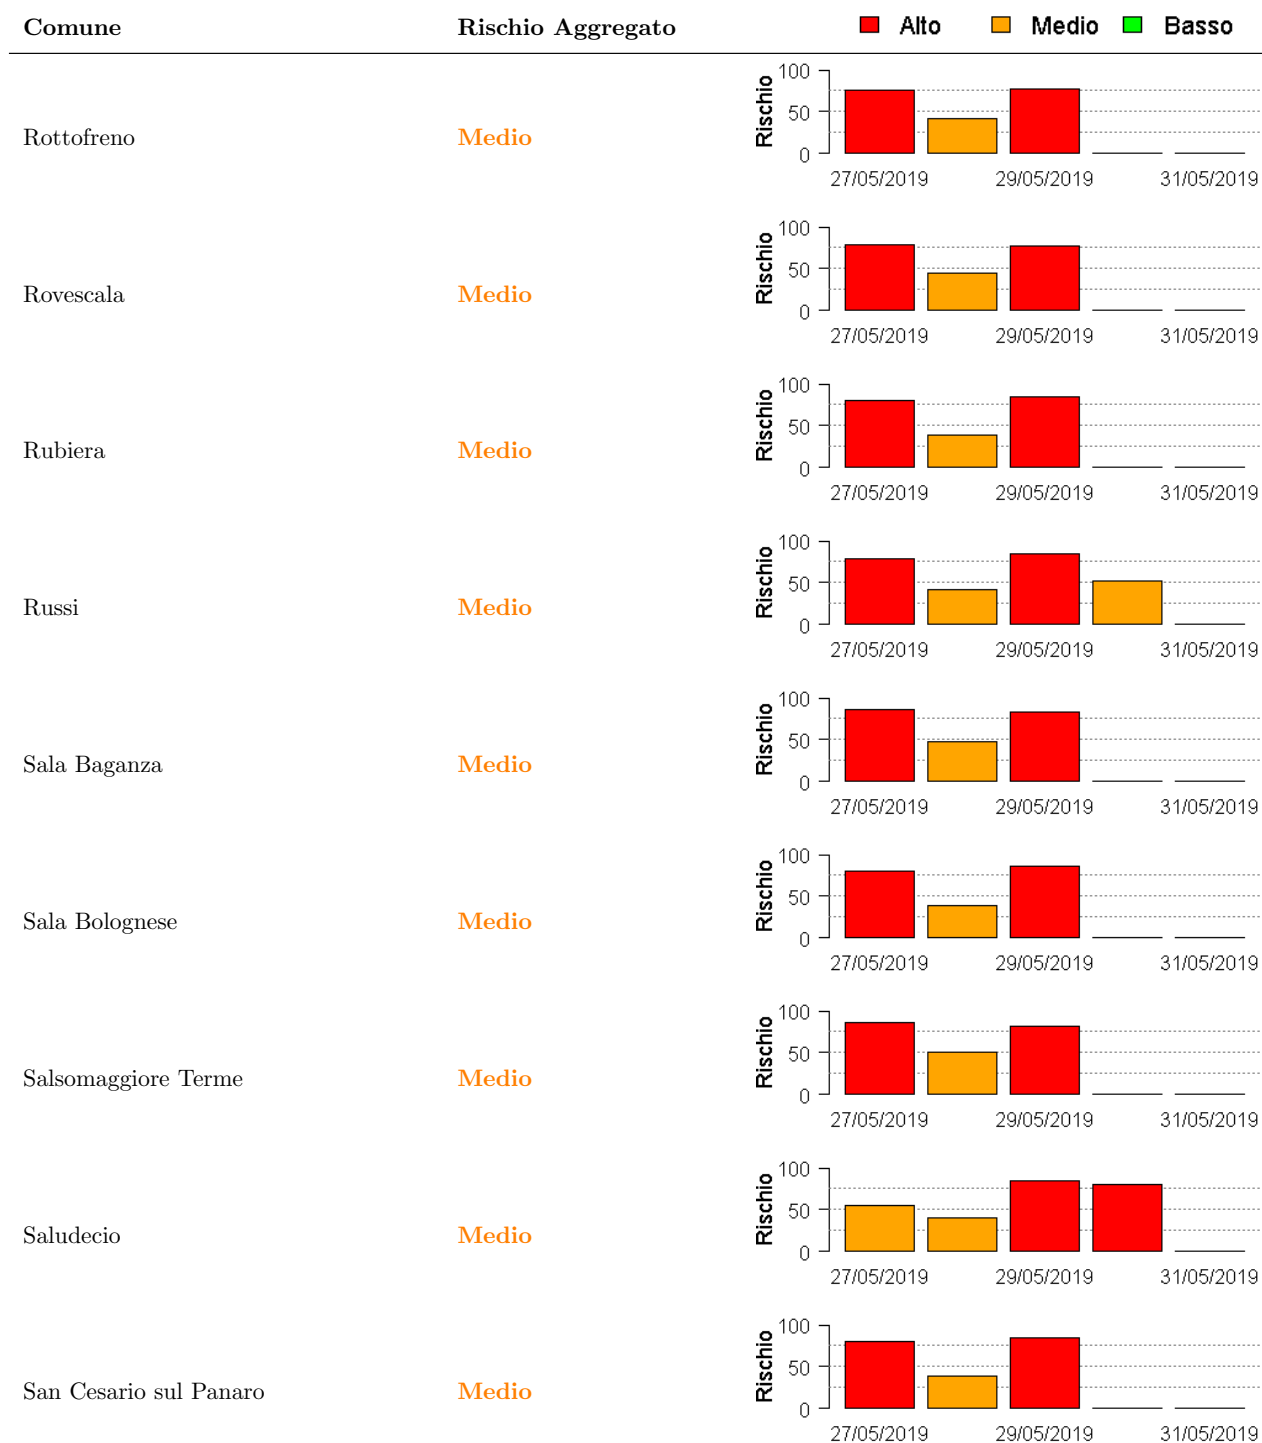 Comune Rischio Aggregato Alto Medio Basso
Rottofreno Medio
Rischio
100
50
0
27/05/2019 29/05/2019 31/05/2019
Rovescala Medio
Rischio
100
50
0
27/05/2019 29/05/2019 31/05/2019
Rubiera Medio
Rischio
100
50
0
27/05/2019 29/05/2019 31/05/2019
Russi Medio
Rischio
100
50
0
27/05/2019 29/05/2019 31/05/2019
Sala Baganza Medio
Rischio
100
50
0
27/05/2019 29/05/2019 31/05/2019
Sala Bolognese Medio
Rischio
100
50
0
27/05/2019 29/05/2019 31/05/2019
Salsomaggiore Terme Medio
Rischio
100
50
0
27/05/2019 29/05/2019 31/05/2019
Saludecio Medio
Rischio
100
50
0
27/05/2019 29/05/2019 31/05/2019
San Cesario sul Panaro Medio
Rischio
100
50
0
27/05/2019 29/05/2019 31/05/2019